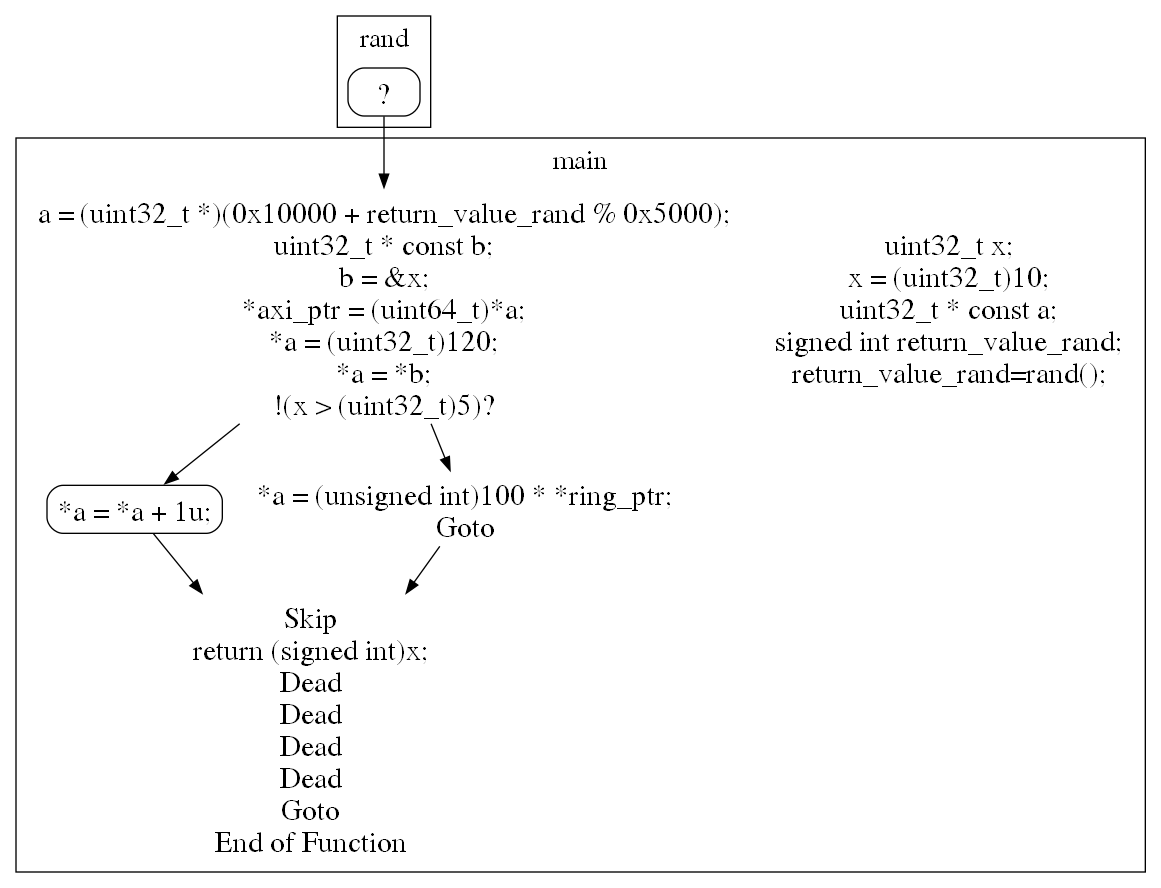 rand
?
main
a = (uint32_t *)(0x10000 + return_value_rand % 0x5000);
uint32_t * const b;
b = &x;
*axi_ptr = (uint64_t)*a;
*a = (uint32_t)120;
*a = *b;
!(x > (uint32_t)5)?
uint32_t x;
x = (uint32_t)10;
uint32_t * const a;
signed int return_value_rand;
return_value_rand=rand();
*a = *a + 1u;
*a = (unsigned int)100 * *ring_ptr;
Goto
Skip
return (signed int)x;
Dead
Dead
Dead
Dead
Goto
End of Function